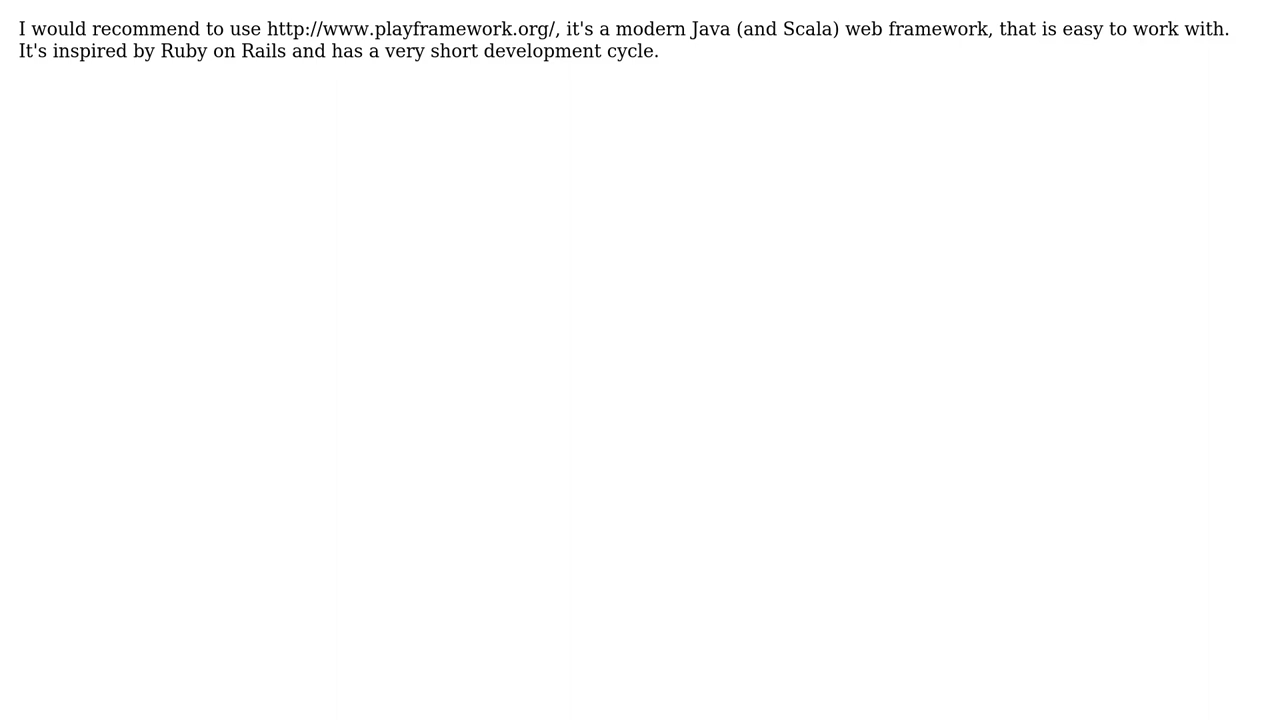 I would recommend to use http://www.playframework.org/, it's a modern Java (and Scala) web framework, that is easy to work with.
It's inspired by Ruby on Rails and has a very short development cycle.